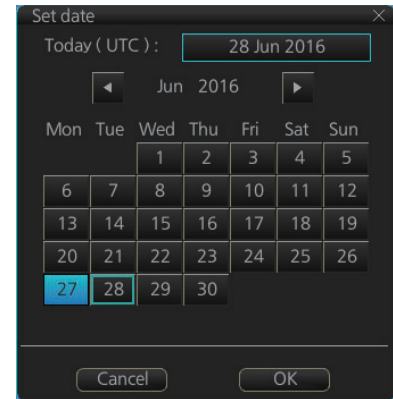 Set date
Today ( UTC ) : 28 Jun 2016
Jun 2016
Mon Tue Wed Thu Fri Sat Sun
1 2 3 4 5
6 7 8 9 10 11 12
13 14 15 16 17 18 19
20 21 22 23 24 25 26
27 28 29 30
Cancel OK